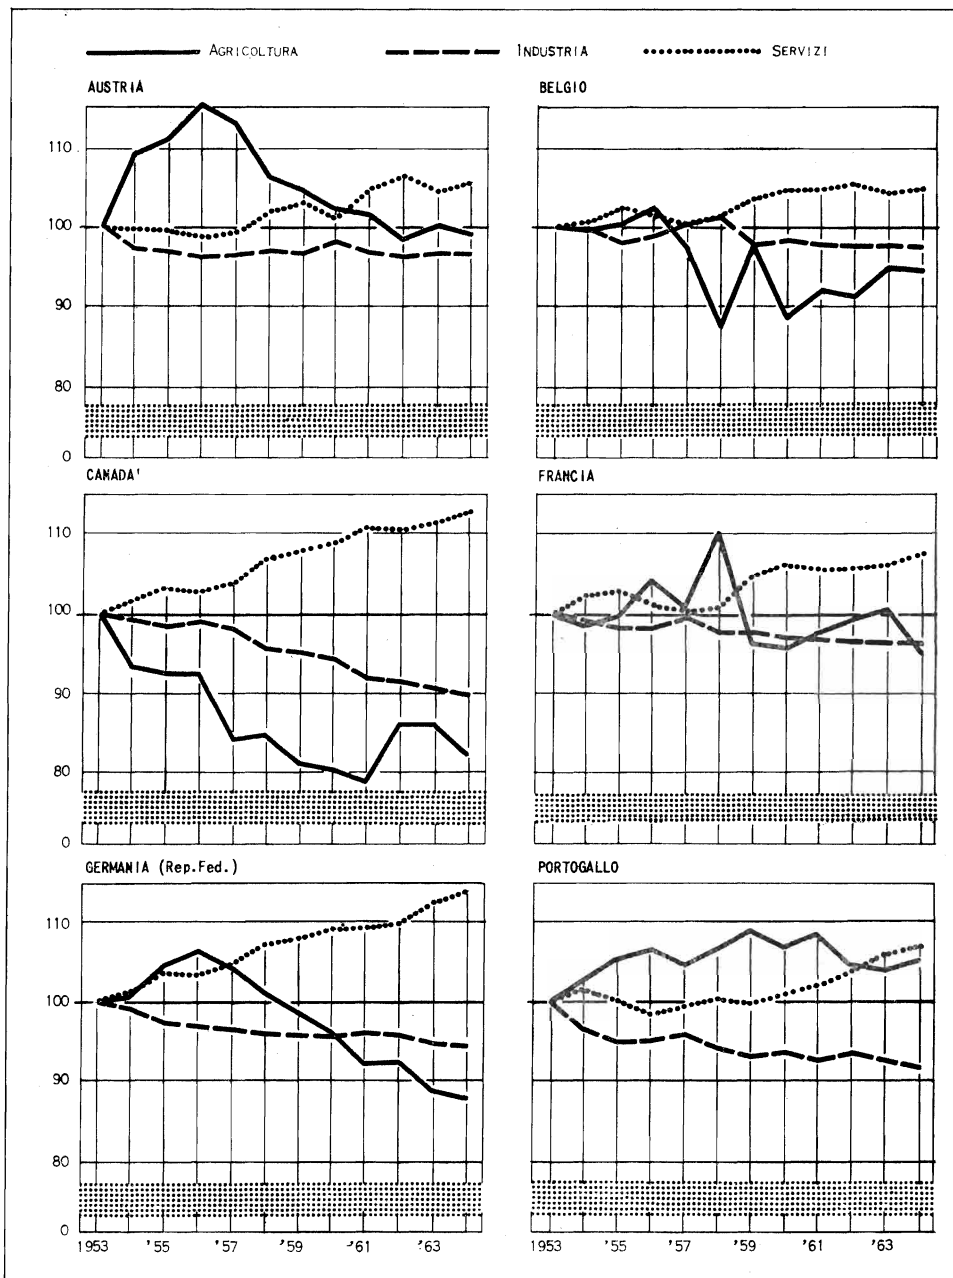 AGRICOLTURA INDUSTRIA SERVIZI
AUSTRIA
110
100
90
80
0
BELGIO
CANADA'
110
100
90
80
0
FRANCIA
GERMANIA (Rep.Fed.)
110
100
90
80
0
1953 '55 '57 '59 '61 '63
PORTOGALLO
1953 '55 '57 '59 '61 '63